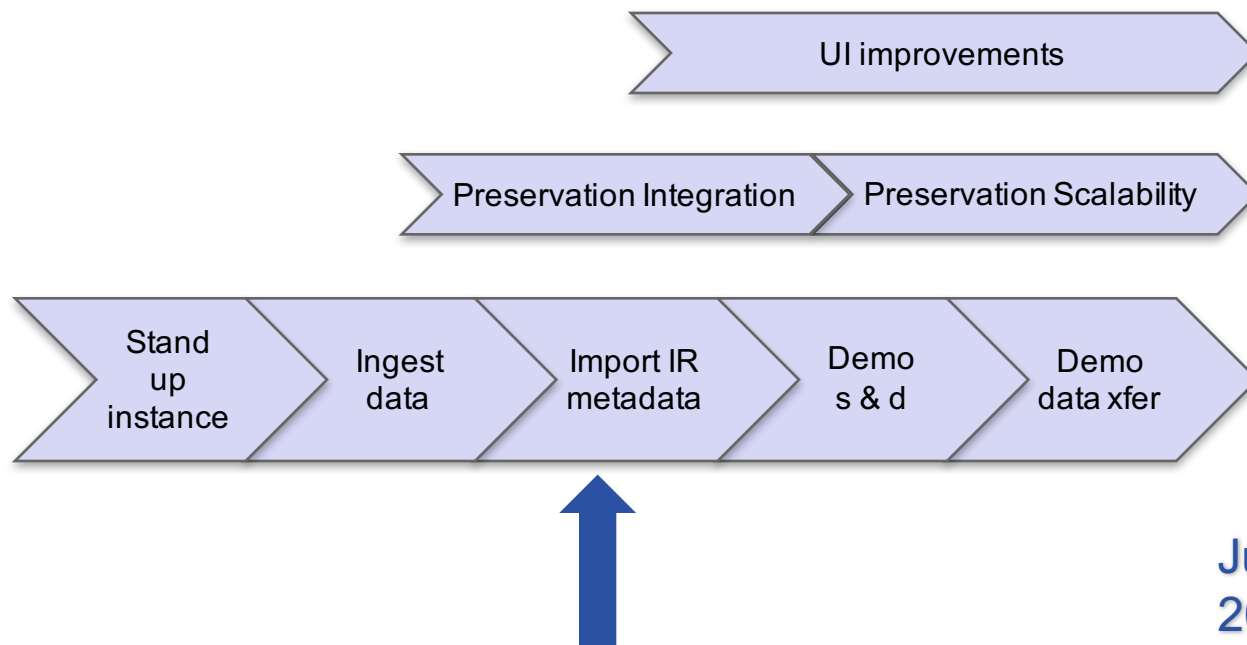 UI improvements
Preservation Integration
Preservation Scalability
Stand
up
instance
Ingest
data
Import IR
metadata
Demo
s & d
Demo
data xfer